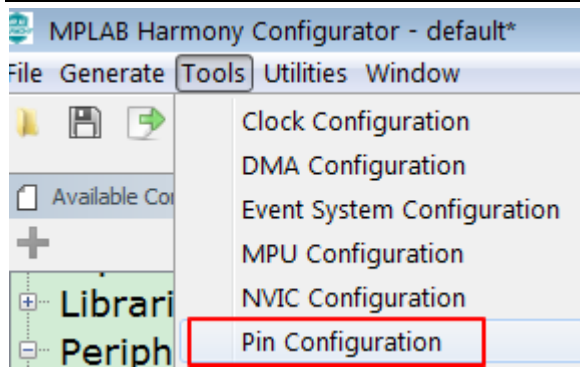 MPLAB Harmony Configurator - default*
File Generate Tools Utilities Window
Clock Configuration
DMA Configuration
Available Co
Event System Configuration
MPU Configuration
Librari
NVIC Configuration
Periph
Pin Configuration